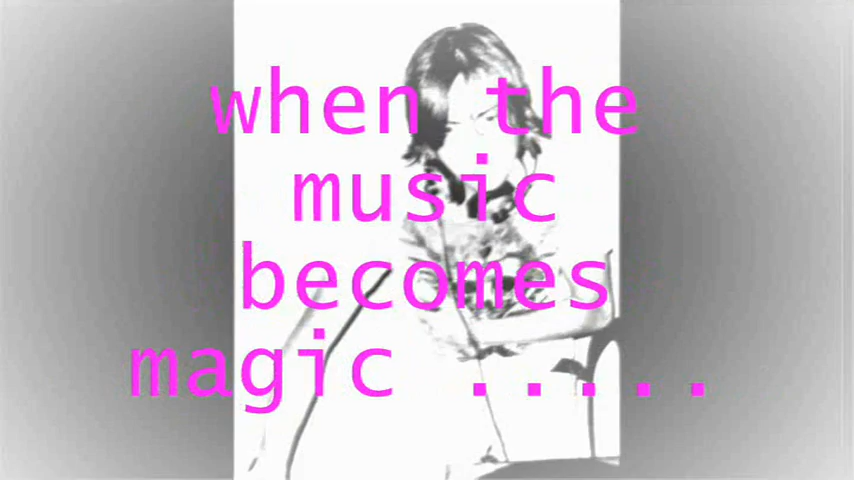 when the
music
becomes
magic .....